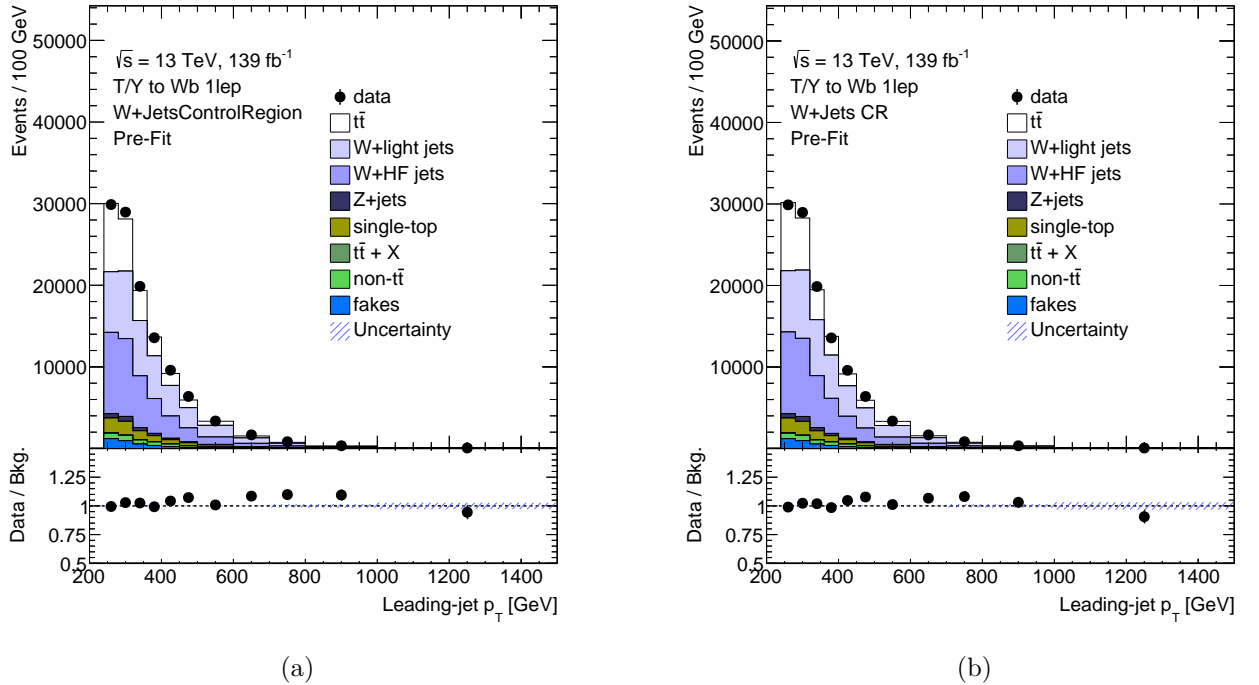 Events / 100 GeV
50000
40000
30000
20000
10000
√s = 13 TeV, 139 fb⁻¹
T/Y to Wb 1lep
W+JetsControlRegion
Pre-Fit
data
tt̄
W+light jets
W+HF jets
Z+jets
single-top
tt̄ + X
non-tt̄
fakes
Uncertainty
Data / Bkg.
1.25
1
0.75
0.5
200 400 600 800 1000 1200 1400
Leading-jet p_T [GeV]
(a)
Events / 100 GeV
50000
40000
30000
20000
10000
√s = 13 TeV, 139 fb⁻¹
T/Y to Wb 1lep
W+Jets CR
Pre-Fit
data
tt̄
W+light jets
W+HF jets
Z+jets
single-top
tt̄ + X
non-tt̄
fakes
Uncertainty
Data / Bkg.
1.25
1
0.75
0.5
200 400 600 800 1000 1200 1400
Leading-jet p_T [GeV]
(b)